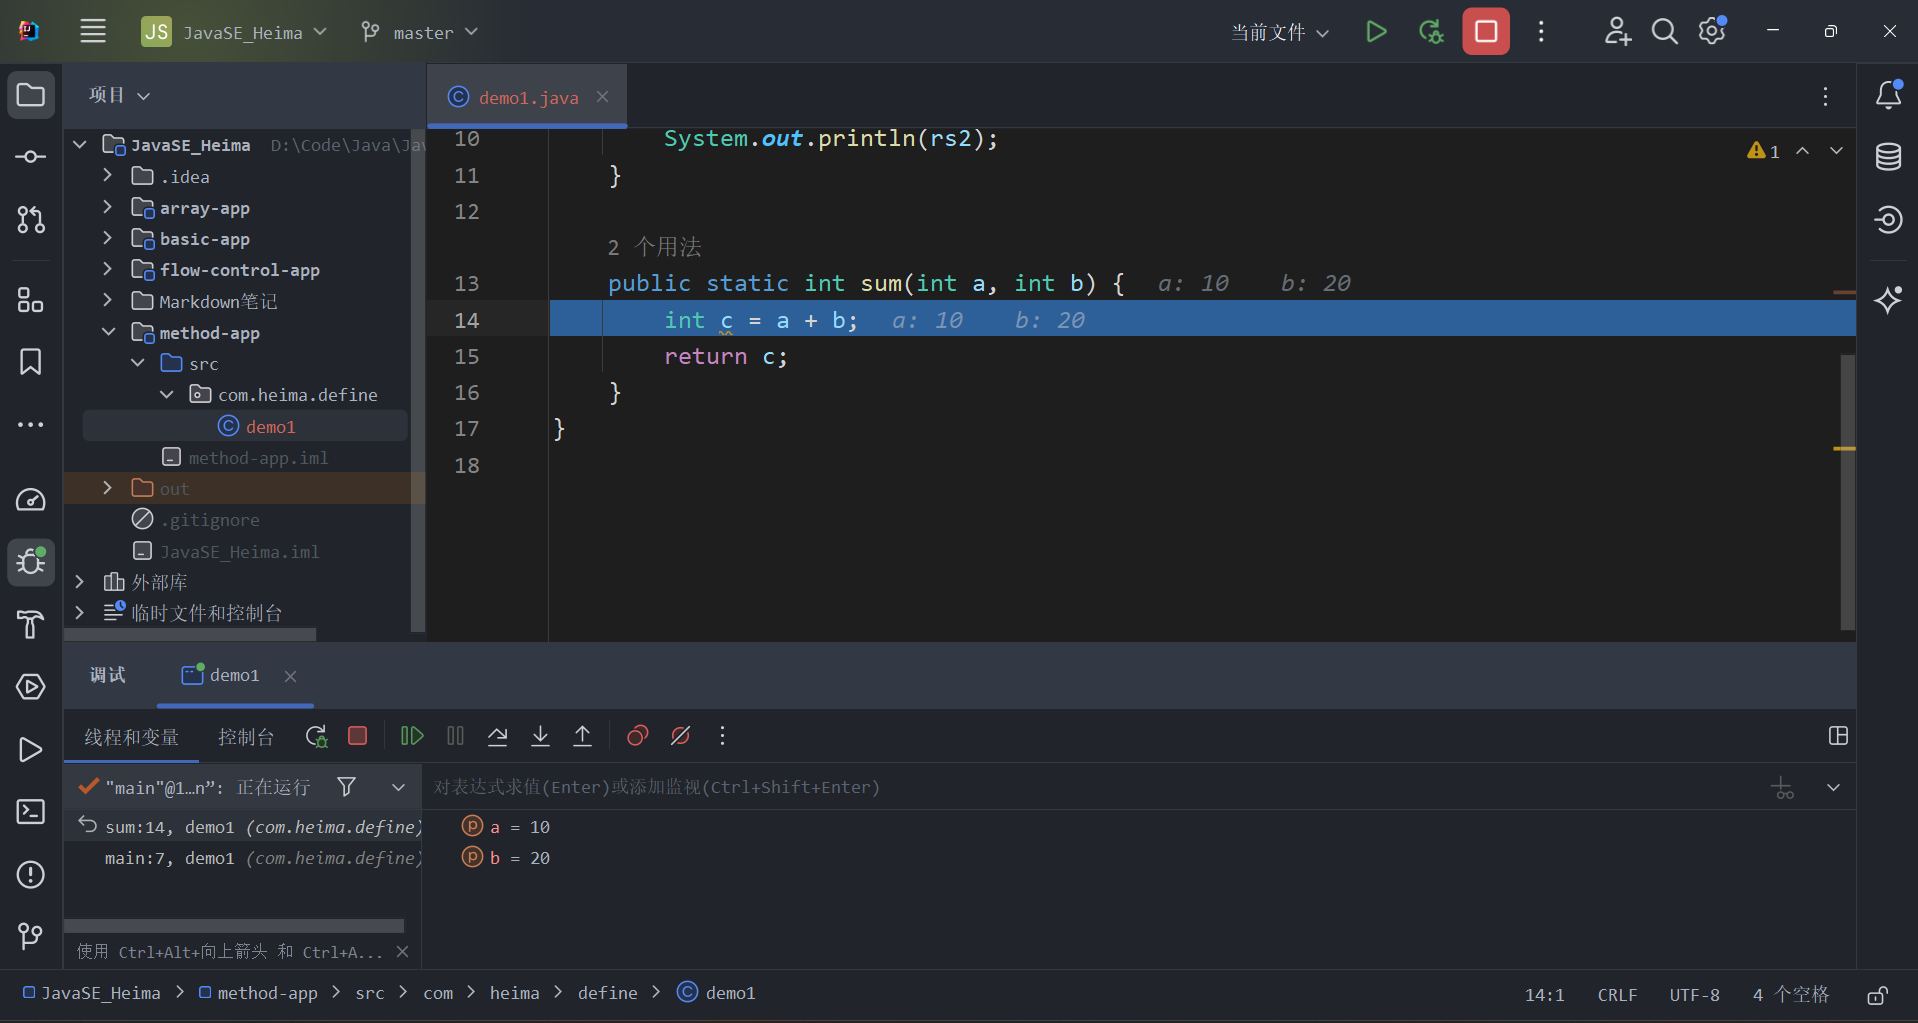 JS JavaSE_Heima master 当前文件
项目
demo1.java
JavaSE_Heima D:\Code\Java\Jav
.idea
array-app
basic-app
flow-control-app
Markdown笔记
method-app
src
com.heima.define
demo1
method-app.iml
out
.gitignore
JavaSE_Heima.iml
外部库
临时文件和控制台
10 System.out.println(rs2);
11 }
12
2 个用法
13 public static int sum(int a, int b) { a: 10 b: 20
14 int c = a + b; a: 10 b: 20
15 return c;
16 }
17 }
18
1
调试 demo1
线程和变量 控制台
"main"@1…n”: 正在运行
对表达式求值(Enter)或添加监视(Ctrl+Shift+Enter)
sum:14, demo1 (com.heima.define)
main:7, demo1 (com.heima.define)
p a = 10
p b = 20
使用 Ctrl+Alt+向上箭头 和 Ctrl+A...
JavaSE_Heima > method-app > src > com > heima > define > demo1
14:1 CRLF UTF-8 4 个空格